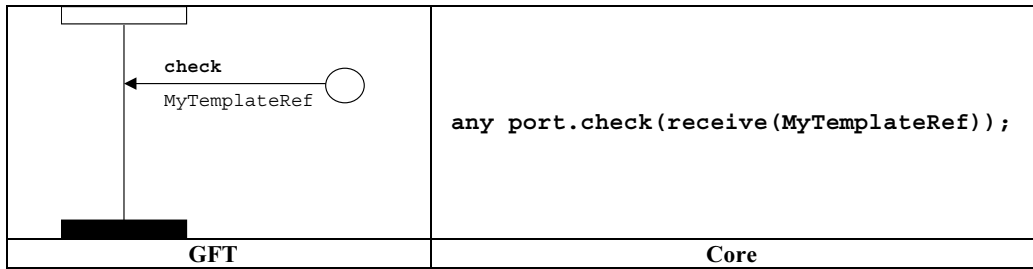 check
MyTemplateRef
any port.check(receive(MyTemplateRef));
GFT
Core